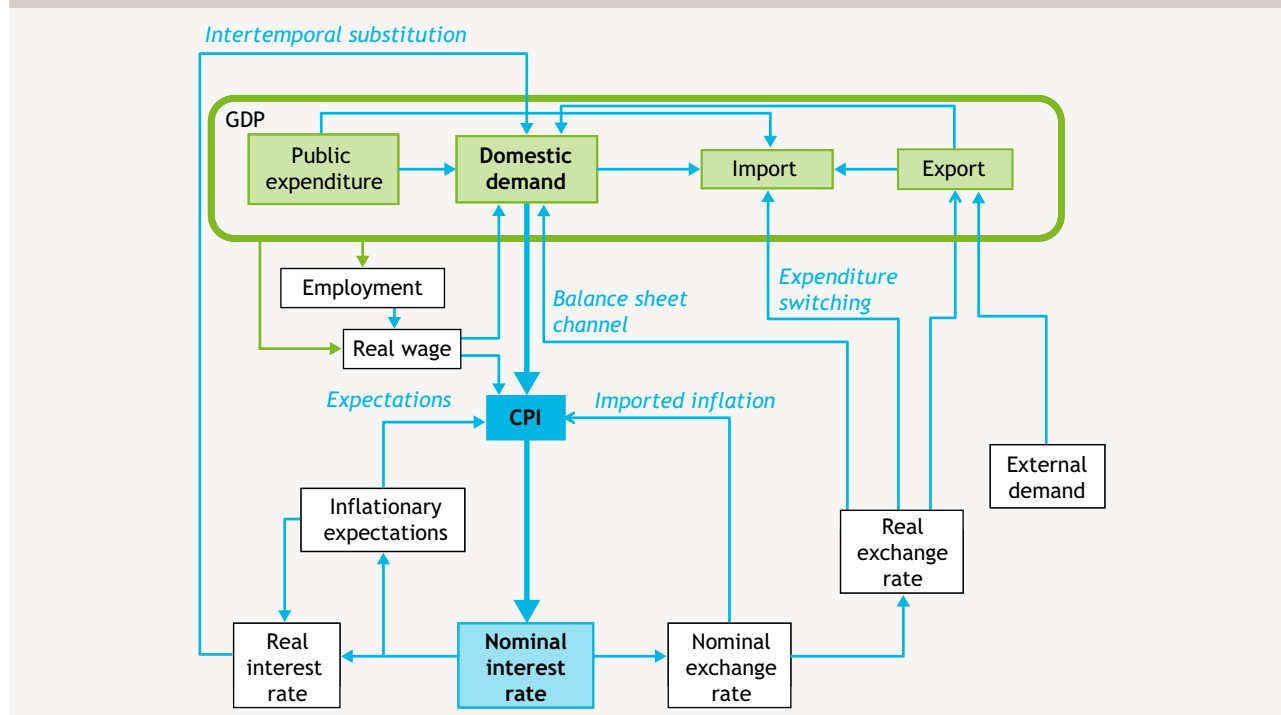 Intertemporal substitution
GDP
Public
expenditure
Domestic
demand
Import
Export
Employment
Real wage
Balance sheet
channel
Expenditure
switching
Expectations
CPI
Imported inflation
External
demand
Inflationary
expectations
Real
exchange
rate
Real
interest
rate
Nominal
interest
rate
Nominal
exchange
rate